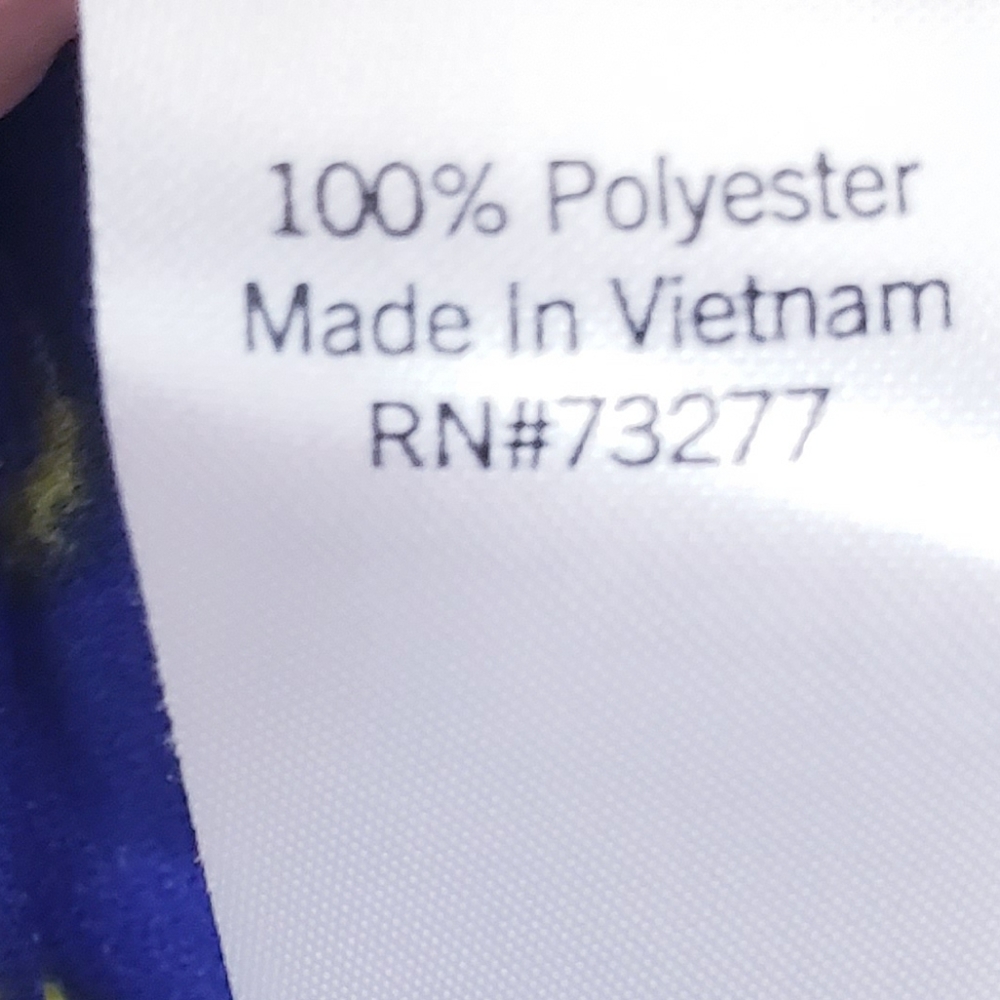 100% Polyester
Made In Vietnam
RN#73277